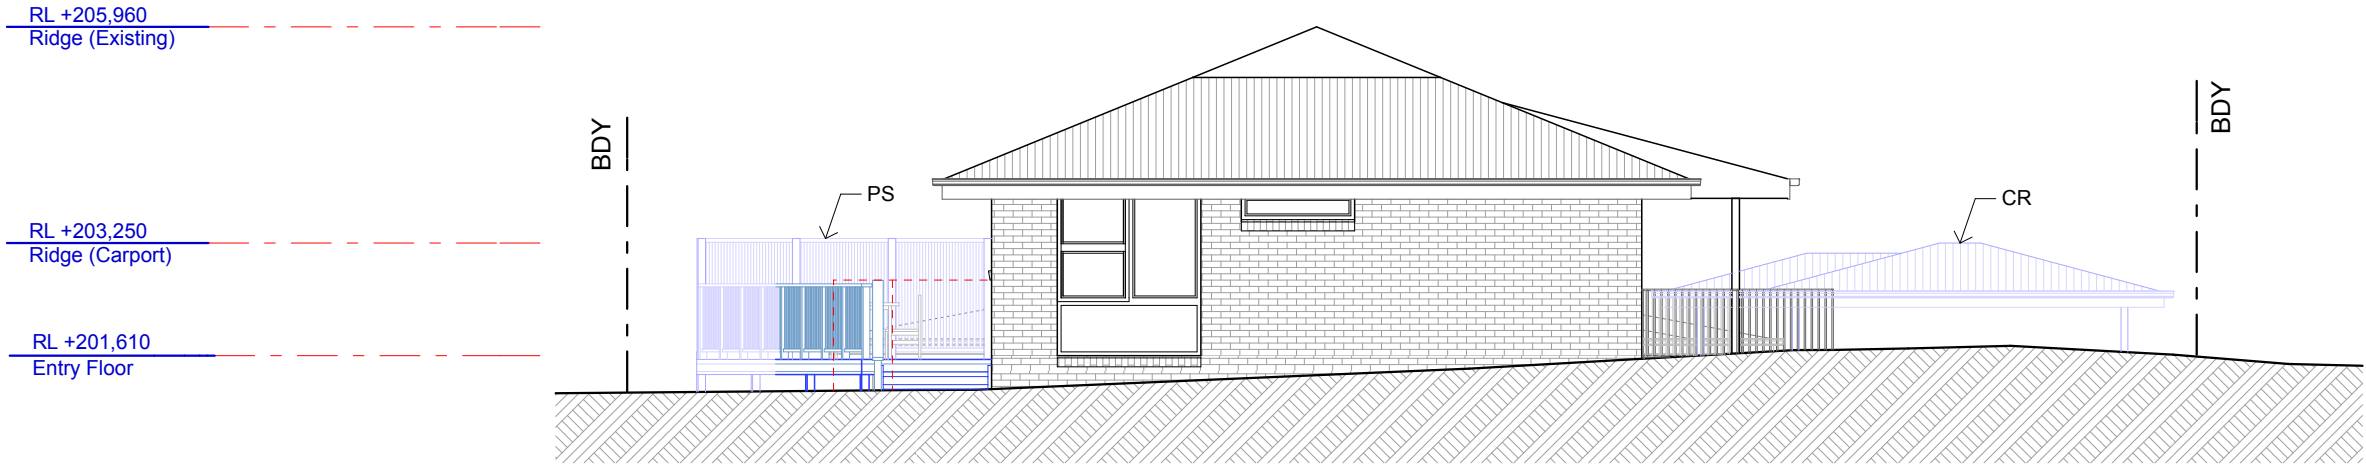 RL +205,960
Ridge (Existing)
BDY
BDY
PS
CR
RL +203,250
Ridge (Carport)
RL +201,610
Entry Floor